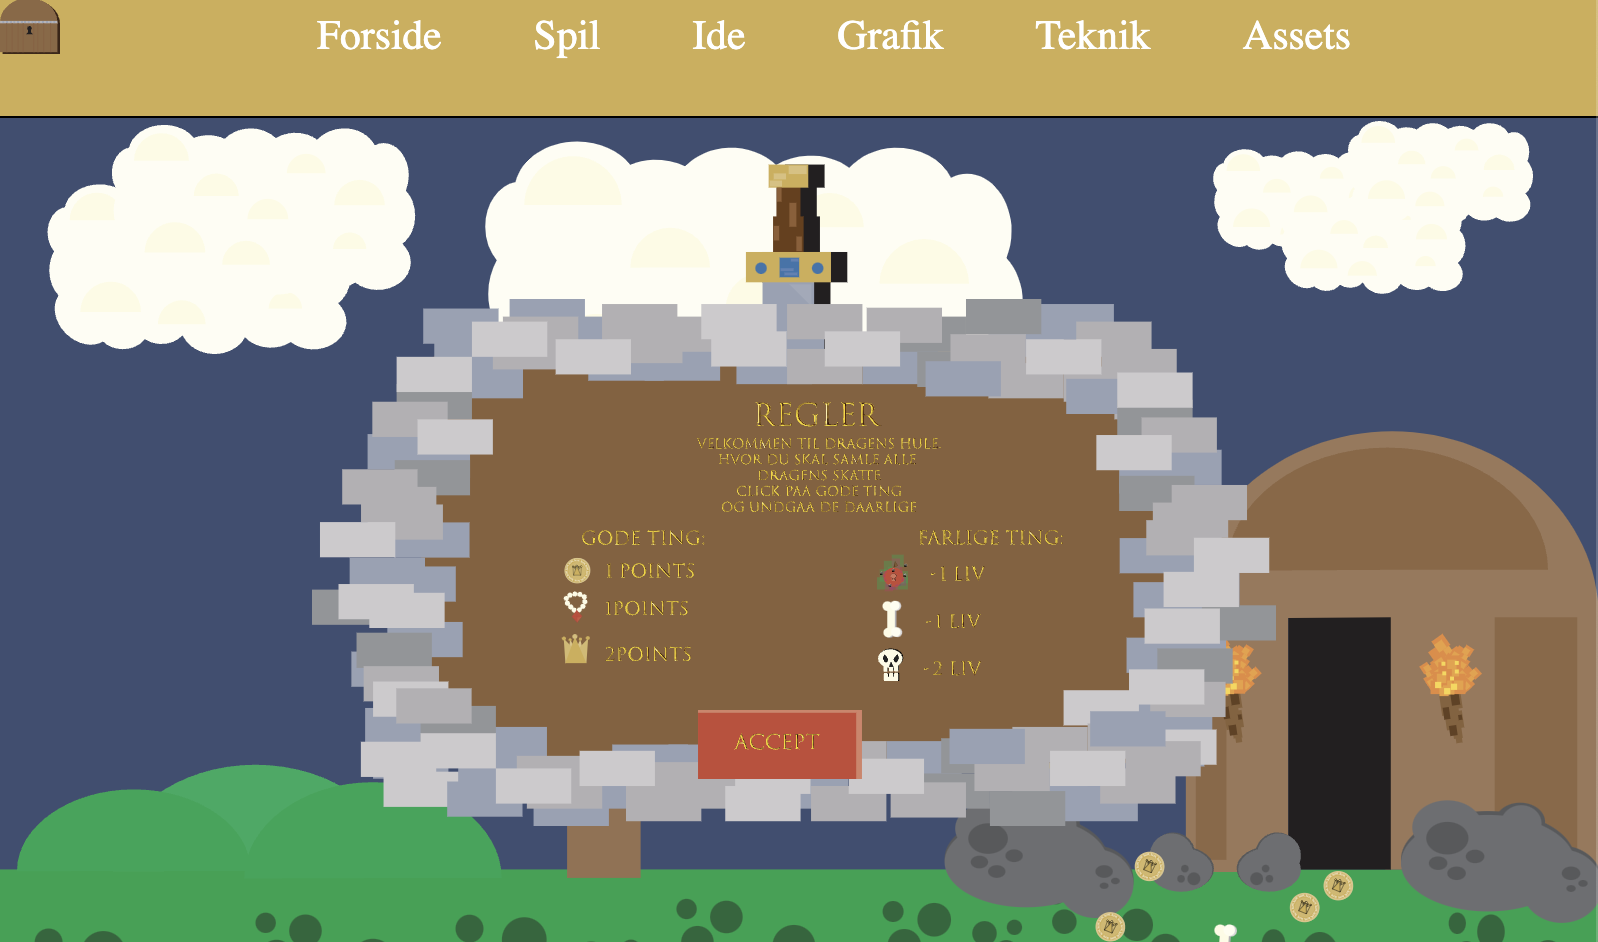 Forside Spil Ide Grafik Teknik Assets
REGLER
VELKOMMEN TIL DRAGENS HULE,
HVOR DU SKAL SAMLE ALLE
DRAGENS SKATTE
CLICK PAA GODE TING
OG UNDGAA DE DAARLIGE
GODE TING:
1 POINTS
1POINTS
2POINTS
FARLIGE TING:
-1 LIV
-1 LIV
-2 LIV
ACCEPT